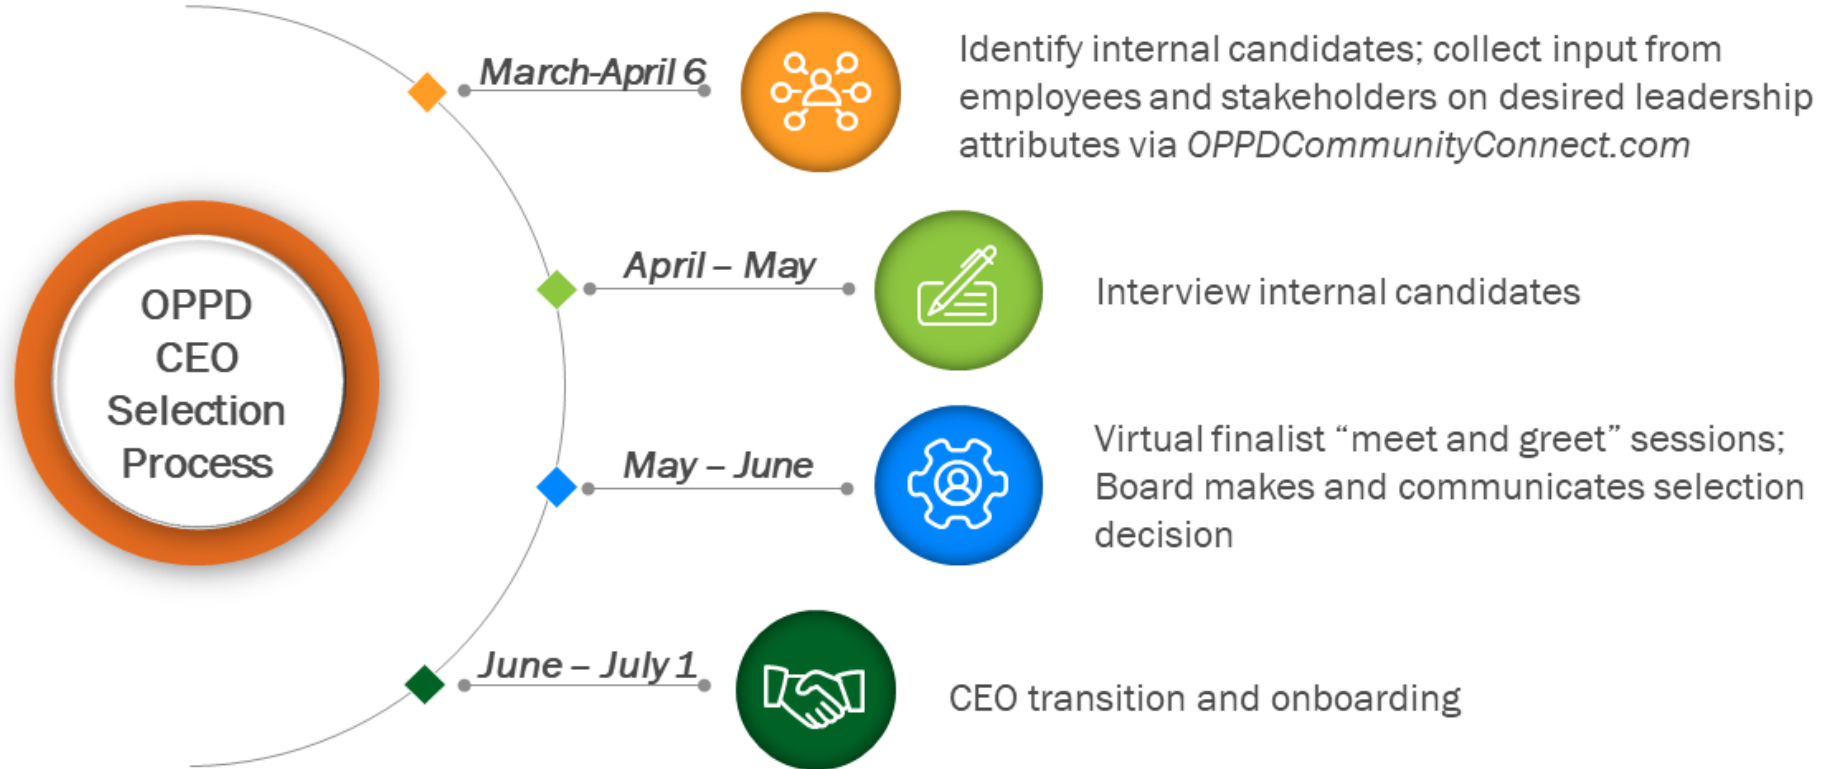 OPPD
CEO
Selection
Process
March-April 6
Identify internal candidates; collect input from
employees and stakeholders on desired leadership
attributes via OPPDCommunityConnect.com
April – May
Interview internal candidates
May – June
Virtual finalist “meet and greet” sessions;
Board makes and communicates selection
decision
June – July 1
CEO transition and onboarding